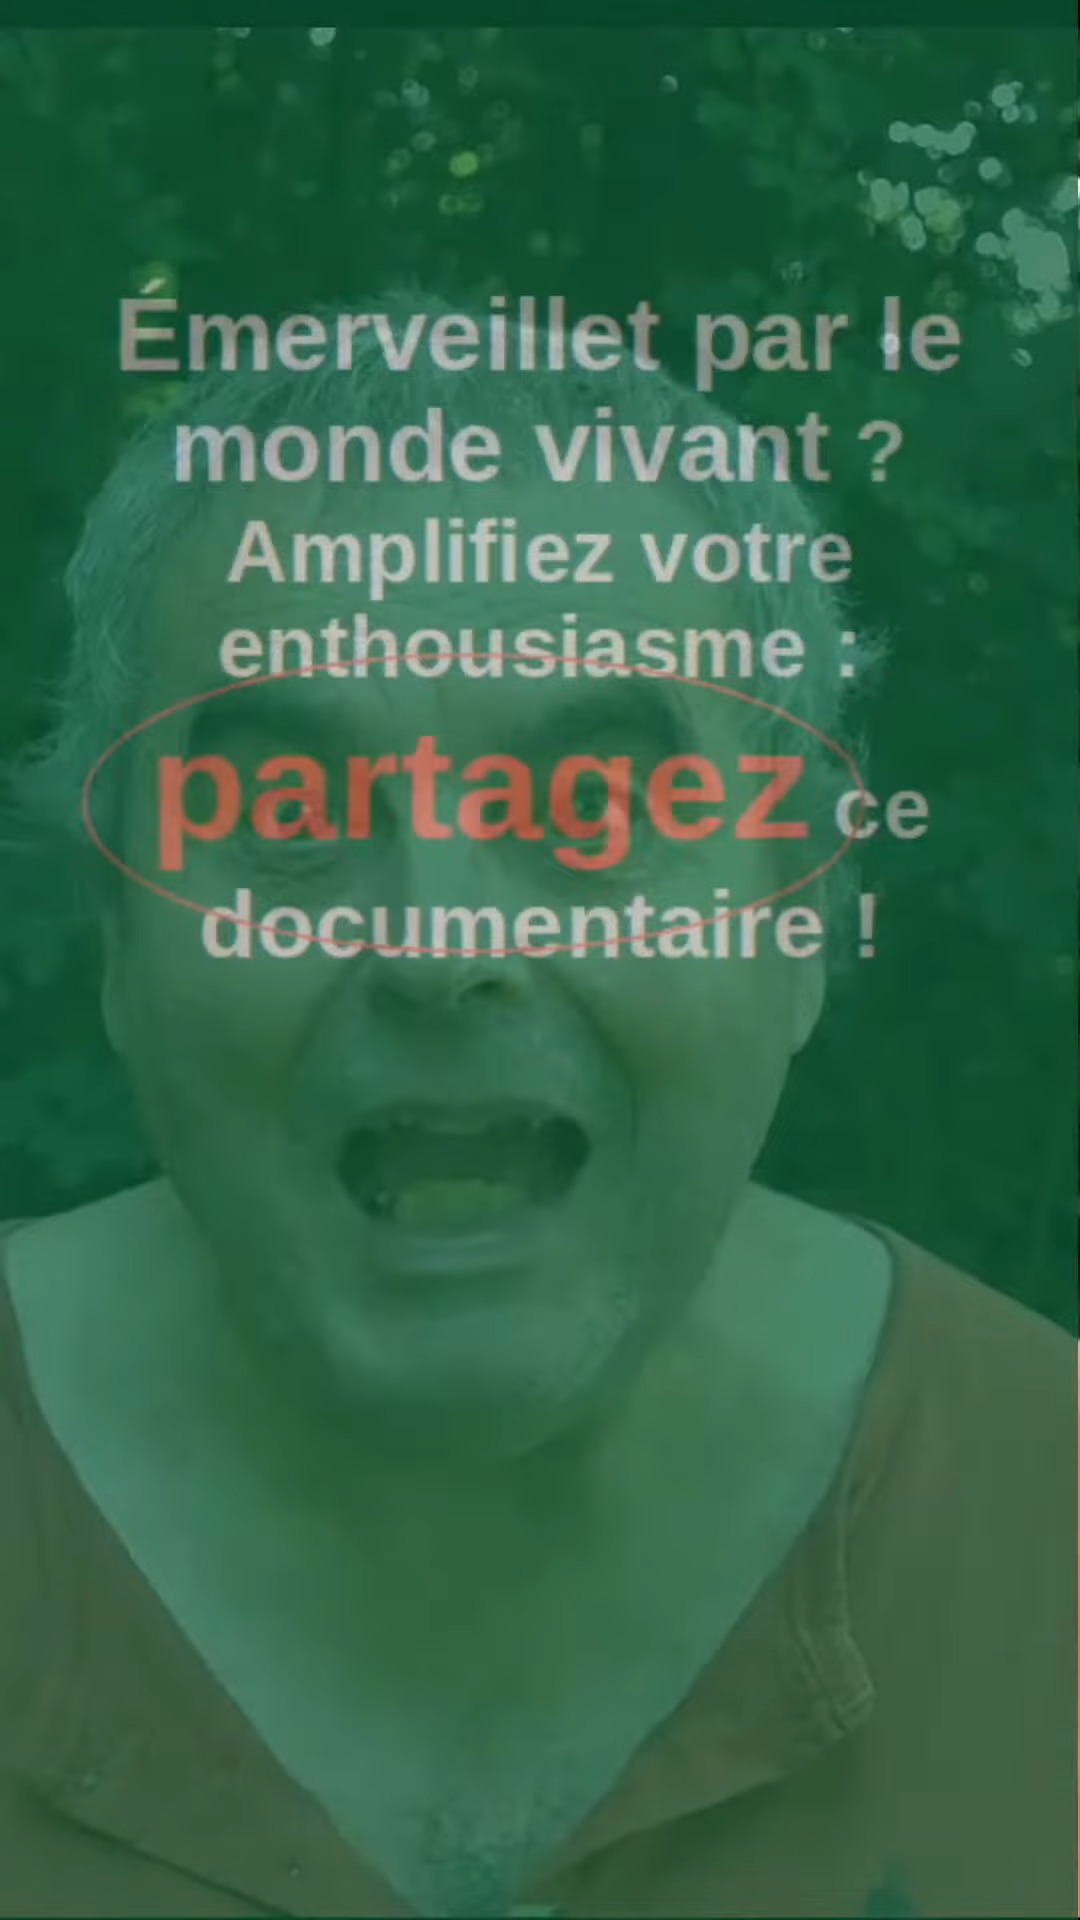 Émerveillet par le
monde vivant ?
Amplifiez votre
enthousiasme :
partagez ce
documentaire !